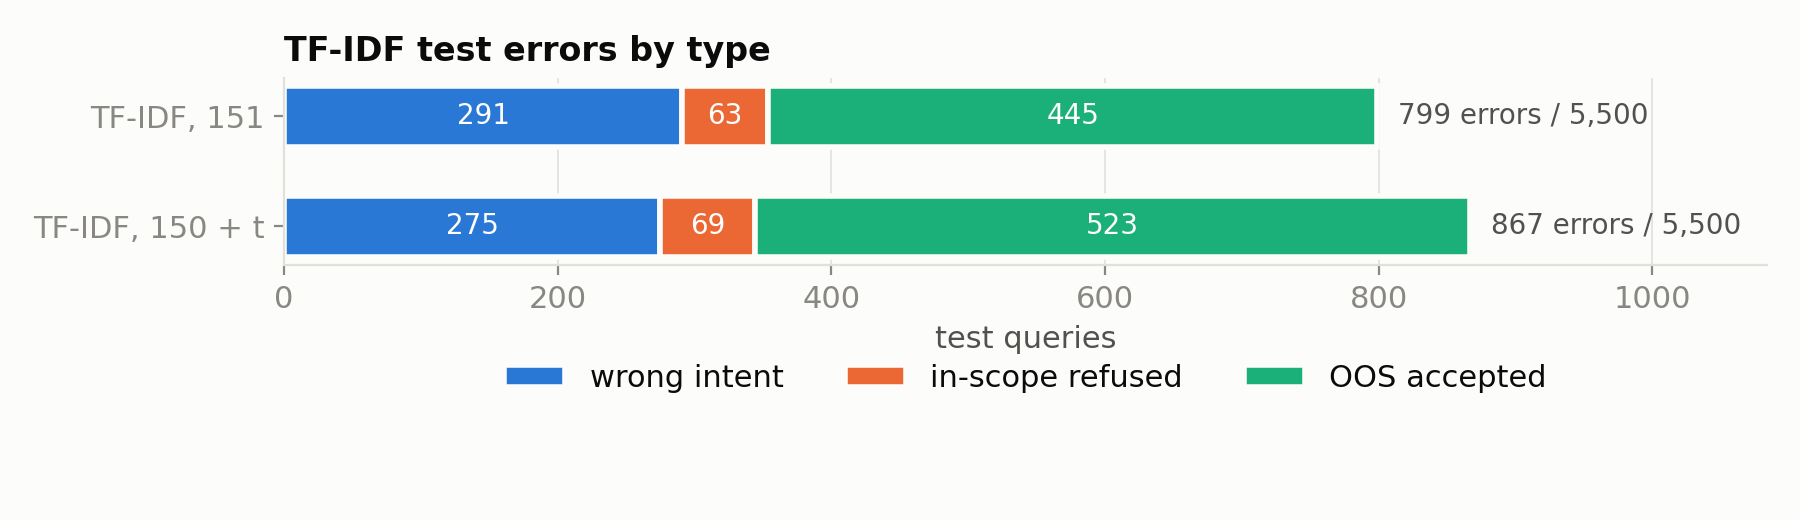 TF-IDF test errors by type
TF-IDF, 151 291 63 445 799 errors / 5,500
TF-IDF, 150 + t 275 69 523 867 errors / 5,500
0 200 400 600 800 1000
test queries
wrong intent in-scope refused OOS accepted